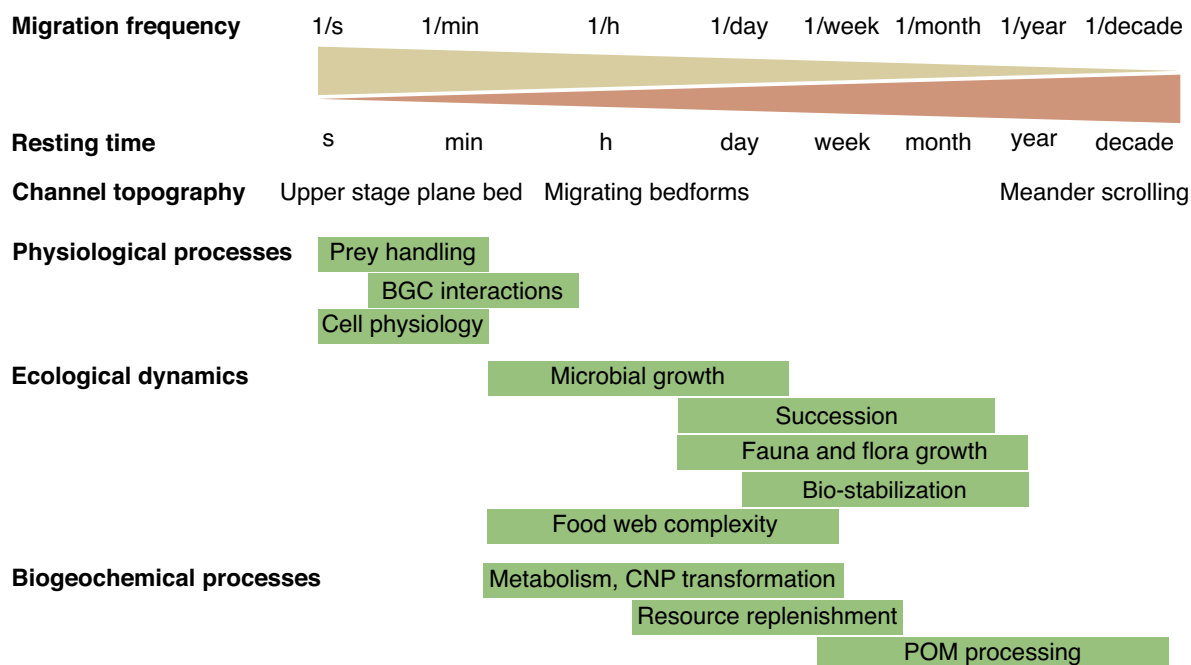 Migration frequency 1/s 1/min 1/h 1/day 1/week 1/month 1/year 1/decade
Resting time s min h day week month year decade
Channel topography Upper stage plane bed Migrating bedforms Meander scrolling
Physiological processes Prey handling
BGC interactions
Cell physiology
Ecological dynamics Microbial growth
Succession
Fauna and flora growth
Bio-stabilization
Food web complexity
Biogeochemical processes Metabolism, CNP transformation
Resource replenishment
POM processing